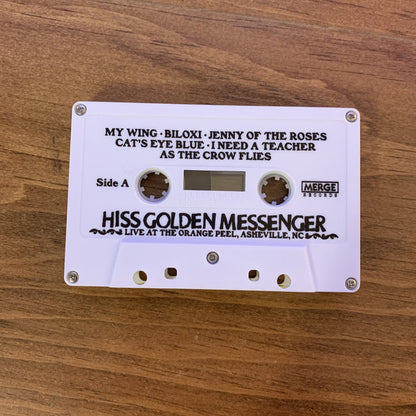 MY WING · BILOXI · JENNY OF THE ROSES
CAT'S EYE BLUE · I NEED A TEACHER
AS THE CROW FLIES
Side A
MERGE
RECORDS
HISS GOLDEN MESSENGER
LIVE AT THE ORANGE PEEL, ASHEVILLE, NC